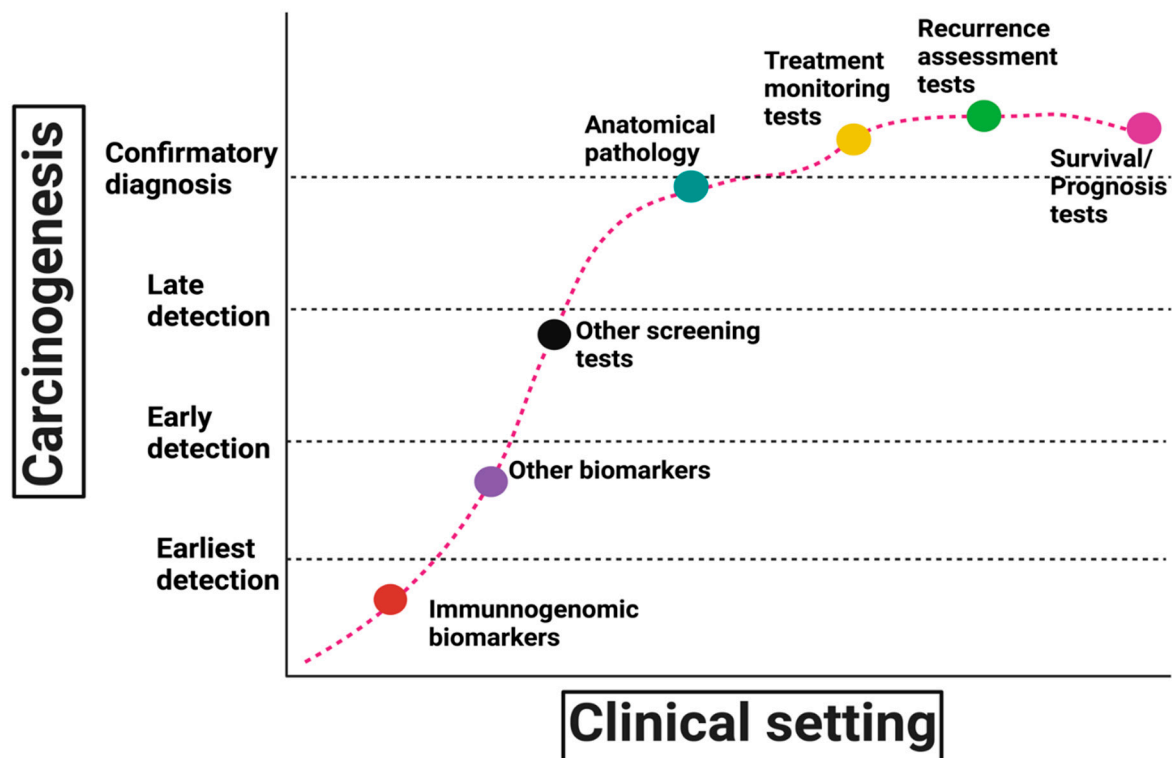 Recurrence
assessment
tests
Treatment
monitoring
tests
Anatomical
pathology
Survival/
Prognosis
tests
Confirmatory
diagnosis
Late
detection
Other screening
tests
Early
detection
Other biomarkers
Earliest
detection
Immunnogenomic
biomarkers
Carcinogenesis
Clinical setting